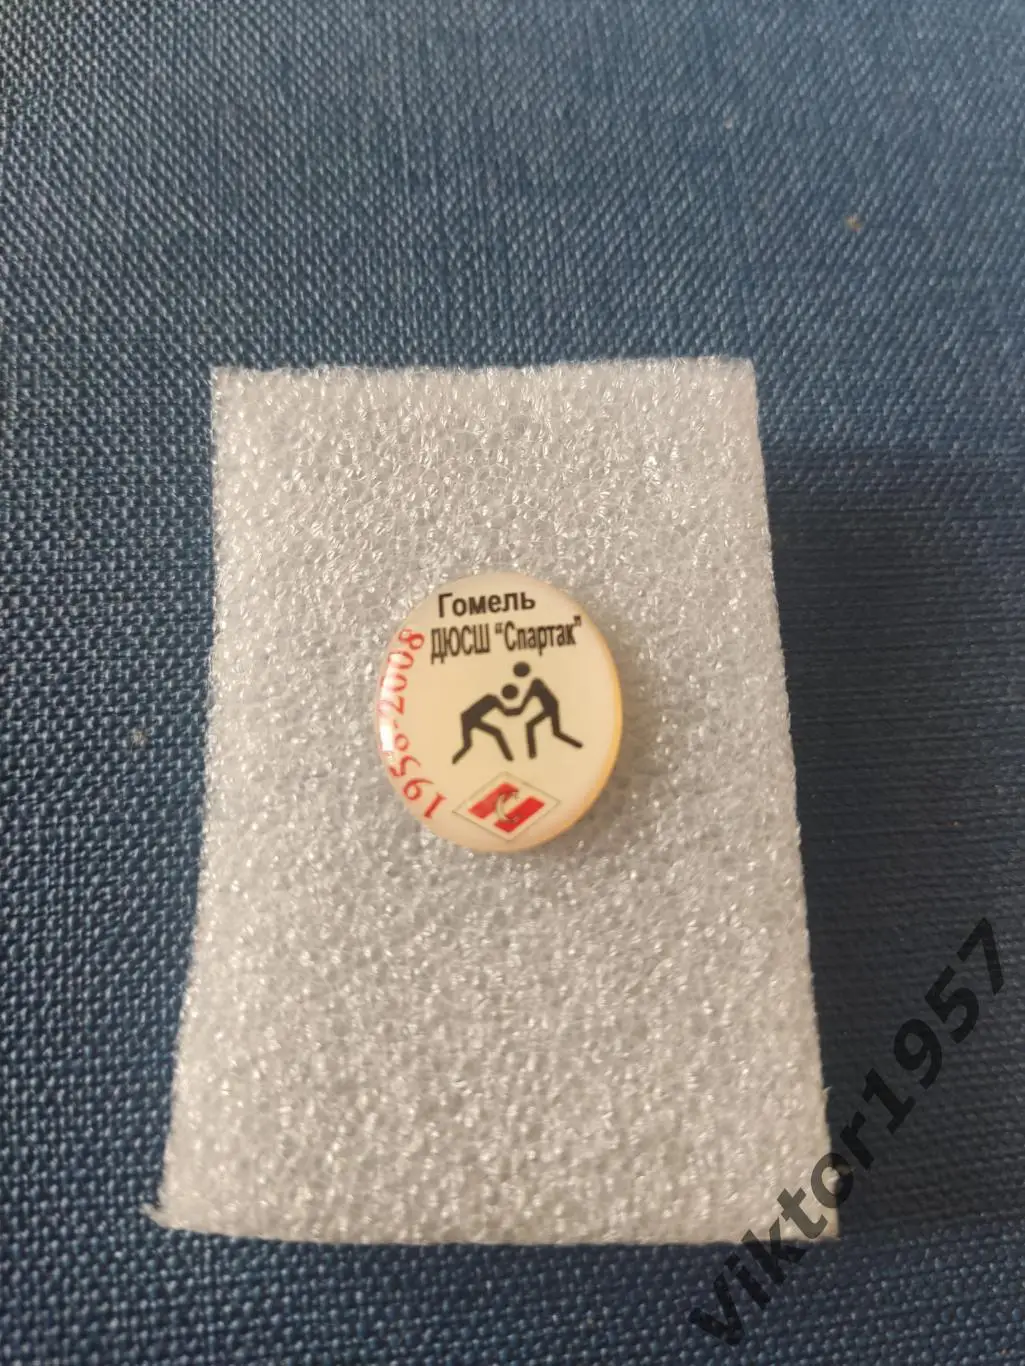 Гомель
ДЮСШ "Спартак"
1958-2008
viktor1957